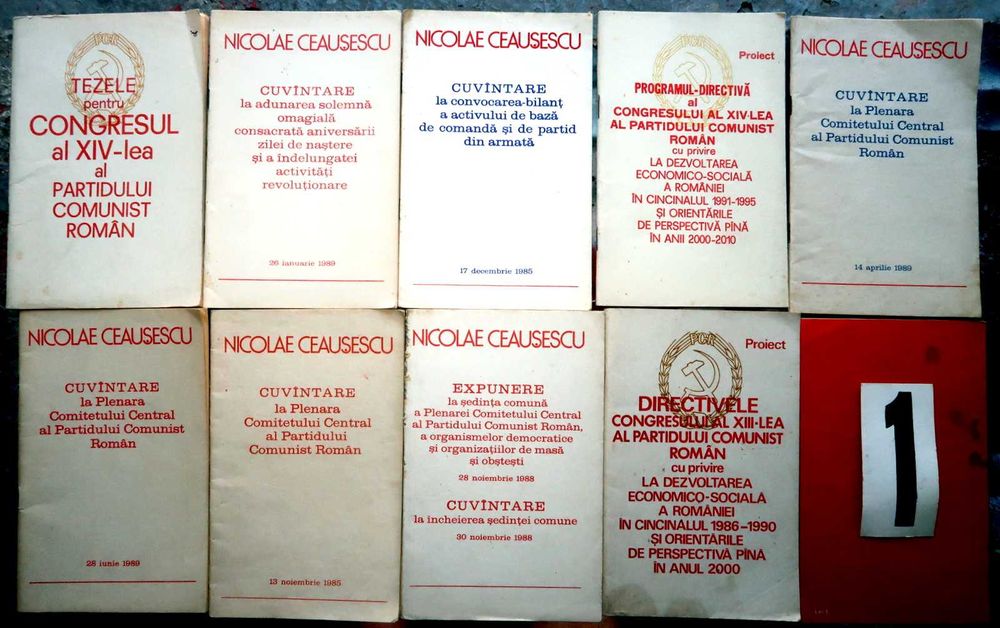 PCR
TEZELE
pentru
CONGRESUL
al XIV-lea
al
PARTIDULUI
COMUNIST
ROMÂN
NICOLAE CEAUȘESCU
CUVÎNTARE
la adunarea solemnă
omagială
consacrată aniversării
zilei de naștere
și a îndelungatei
activități
revoluționare
26 ianuarie 1989
NICOLAE CEAUȘESCU
CUVÎNTARE
la convocarea-bilanț
a activului de bază
de comandă și de partid
din armată
17 decembrie 1985
Proiect
PROGRAMUL-DIRECTIVĂ
al
CONGRESULUI AL XIV-LEA
AL PARTIDULUI COMUNIST
ROMÂN
cu privire
LA DEZVOLTAREA
ECONOMICO-SOCIALĂ
A ROMÂNIEI
ÎN CINCINALUL 1991-1995
ȘI ORIENTĂRILE
DE PERSPECTIVĂ PÎNĂ
ÎN ANII 2000-2010
NICOLAE CEAUȘESCU
CUVÎNTARE
la Plenara
Comitetului Central
al Partidului Comunist
Român
14 aprilie 1989
NICOLAE CEAUȘESCU
CUVÎNTARE
la Plenara
Comitetului Central
al Partidului Comunist
Român
28 iunie 1989
NICOLAE CEAUȘESCU
CUVÎNTARE
la Plenara
Comitetului Central
al Partidului
Comunist Român
13 noiembrie 1985
NICOLAE CEAUȘESCU
EXPUNERE
la ședința comună
a Plenarei Comitetului Central
al Partidului Comunist Român,
a organismelor democratice
și organizațiilor de masă
și obștești
28 noiembrie 1988
CUVÎNTARE
la încheierea ședinței comune
30 noiembrie 1988
PCR
Proiect
DIRECTIVELE
CONGRESULUI AL XIII-LEA
AL PARTIDULUI COMUNIST
ROMÂN
cu privire
LA DEZVOLTAREA
ECONOMICO-SOCIALĂ
A ROMÂNIEI
ÎN CINCINALUL 1986-1990
ȘI ORIENTĂRILE
DE PERSPECTIVĂ PÎNĂ
ÎN ANUL 2000
1